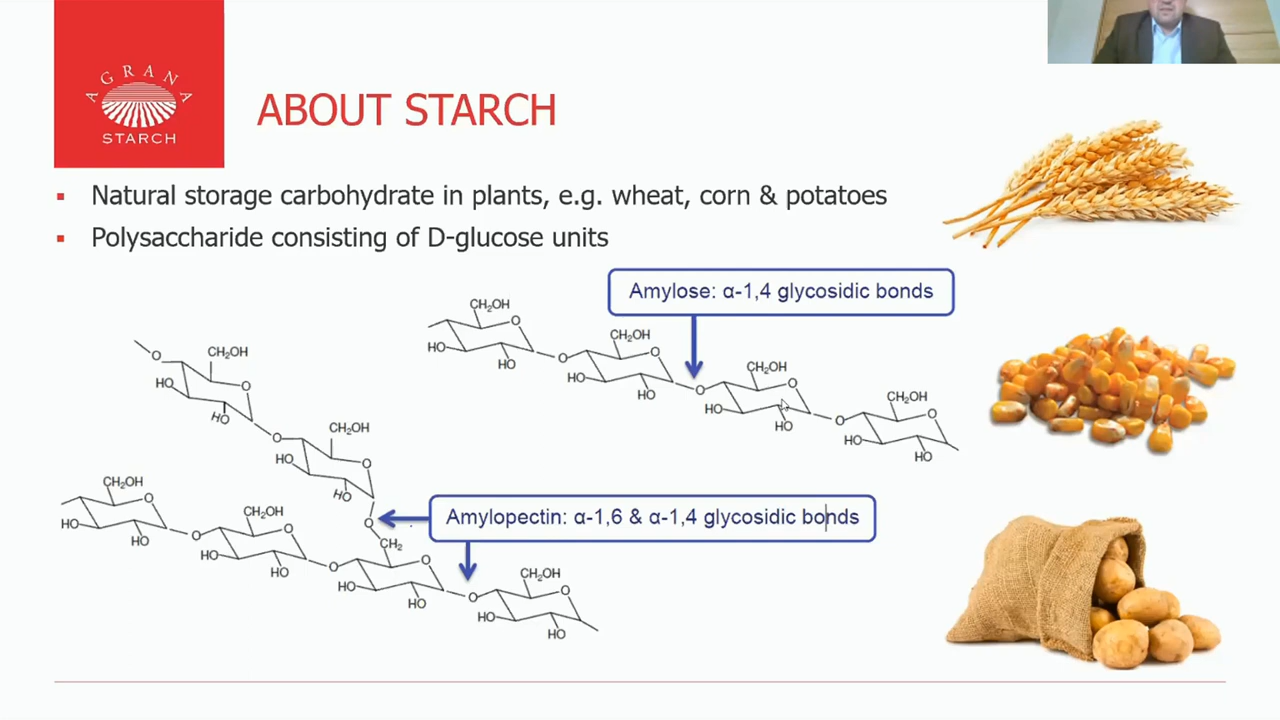 AGRANA
STARCH
ABOUT STARCH
▪ Natural storage carbohydrate in plants, e.g. wheat, corn & potatoes
▪ Polysaccharide consisting of D-glucose units
Amylose: α-1,4 glycosidic bonds
CH₂OH
O
HO
HO
O
CH₂OH
O
HO
HO
O
CH₂OH
O
HO
HO
O
CH₂OH
O
HO
HO
O
CH₂OH
O
HO
HO
O
CH₂OH
O
HO
HO
O
Amylopectin: α-1,6 & α-1,4 glycosidic bonds
CH₂OH
O
HO
HO
O
CH₂OH
O
HO
HO
O
CH₂
O
HO
HO
O
CH₂OH
O
HO
HO